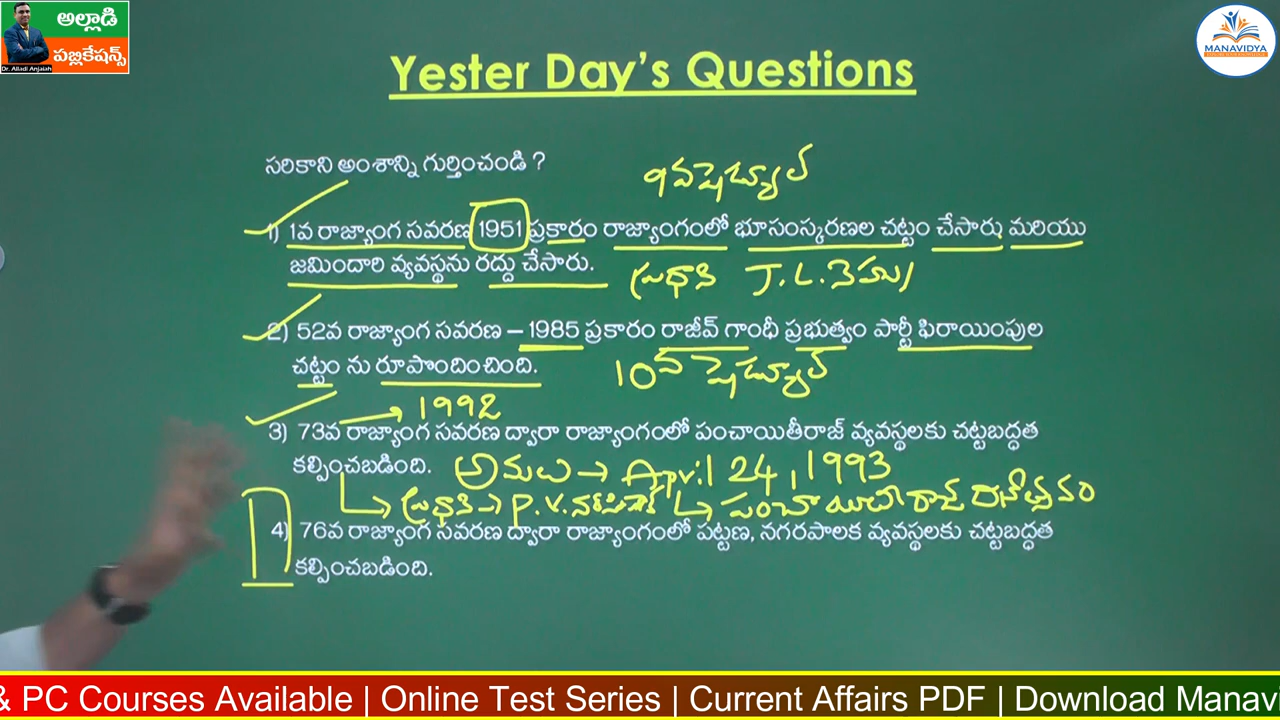 అల్లాడి
పబ్లికేషన్స్
Dr. Alladi Anjaiah
MANAVIDYA
Yester Day's Questions
సరికాని అంశాన్ని గుర్తించండి ?
9వ షెడ్యూల్
1) 1వ రాజ్యాంగ సవరణ 1951 ప్రకారం రాజ్యాంగంలో భూసంస్కరణల చట్టం చేసారు మరియు
జమిందారి వ్యవస్థను రద్దు చేసారు.
ప్రధాని J.L.నెహ్రు
2) 52వ రాజ్యాంగ సవరణ – 1985 ప్రకారం రాజీవ్ గాంధీ ప్రభుత్వం పార్టీ ఫిరాయింపుల
చట్టం ను రూపొందించింది.
10వ షెడ్యూల్
→ 1992
3) 73వ రాజ్యాంగ సవరణ ద్వారా రాజ్యాంగంలో పంచాయితీరాజ్ వ్యవస్థలకు చట్టబద్ధత
కల్పించబడింది.
అమలు → April 24, 1993
→ ప్రధాని → P.V.నరసింహ → పంచాయితీ రాజ్ దినోత్సవం
4) 76వ రాజ్యాంగ సవరణ ద్వారా రాజ్యాంగంలో పట్టణ, నగరపాలక వ్యవస్థలకు చట్టబద్ధత
కల్పించబడింది.
& PC Courses Available | Online Test Series | Current Affairs PDF | Download Manavi